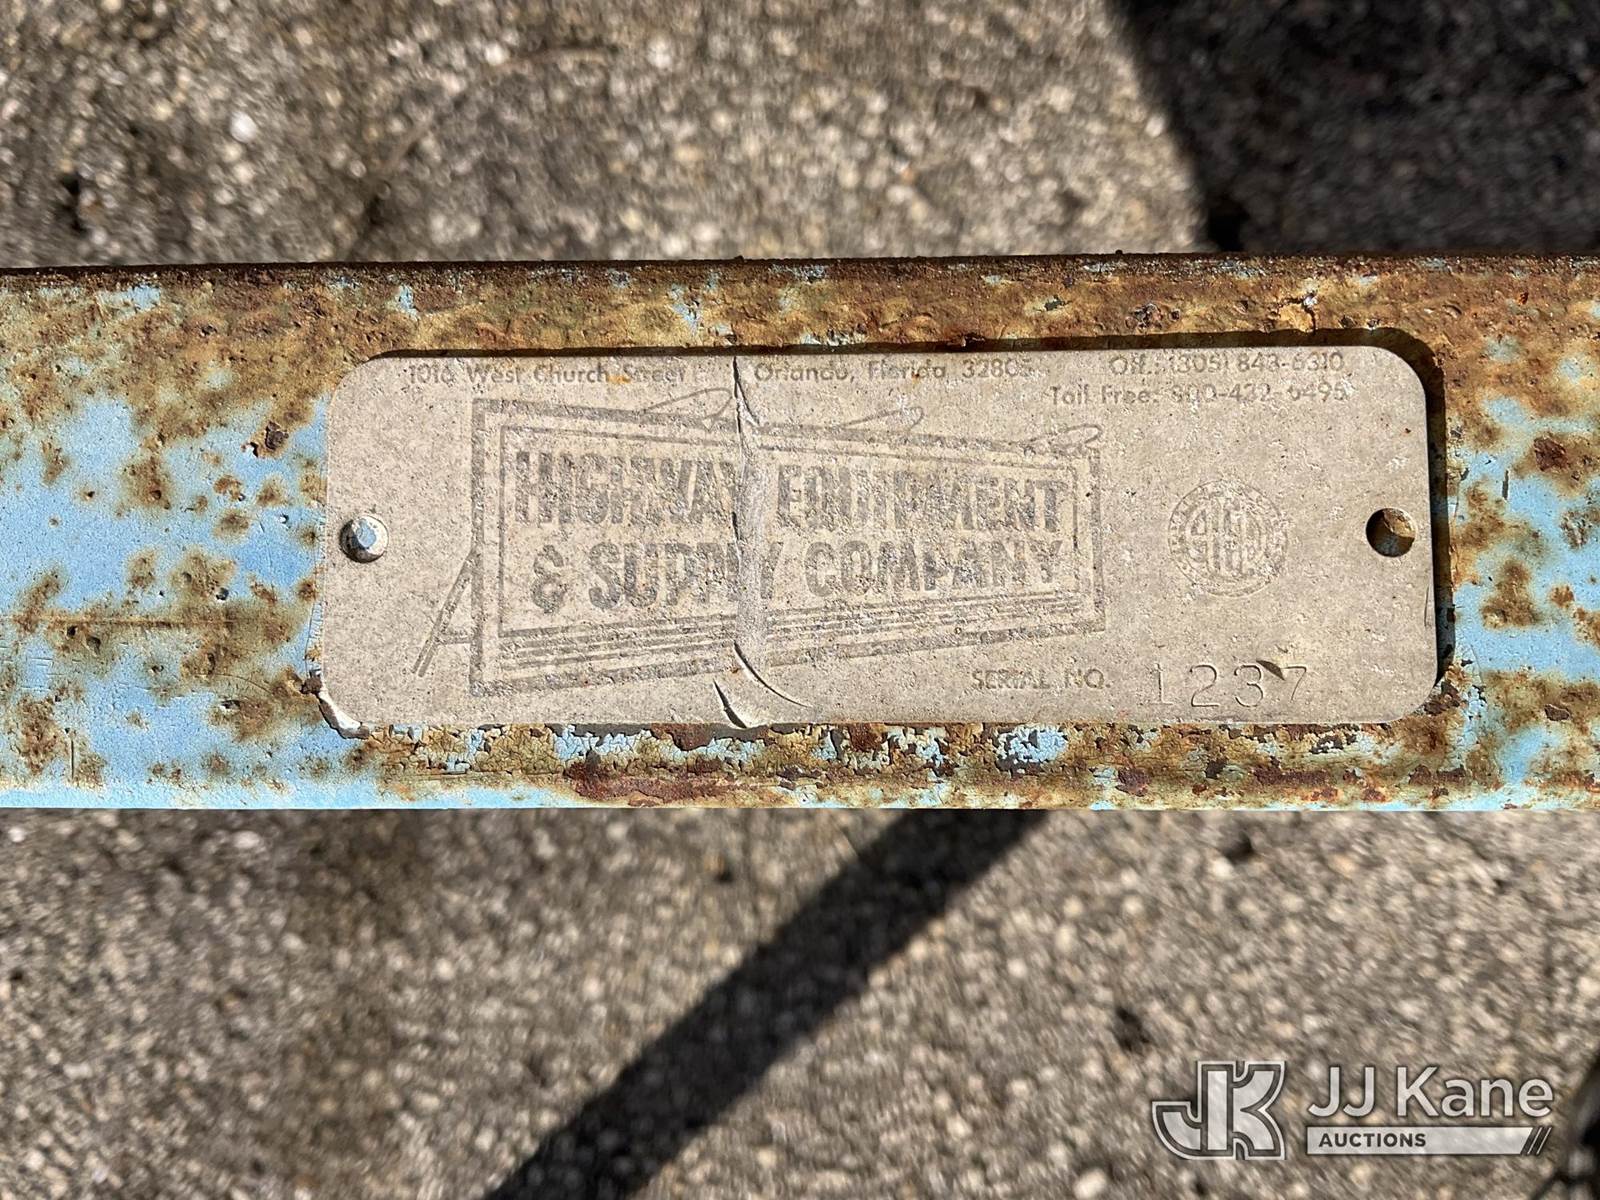 1016 West Church Street Orlando, Florida 32805 Off.: (305) 843-6310
Toll Free: 800-432-6495
HIGHWAY EQUIPMENT
& SUPPLY COMPANY
SERIAL NO. 1237
JK JJ Kane
AUCTIONS